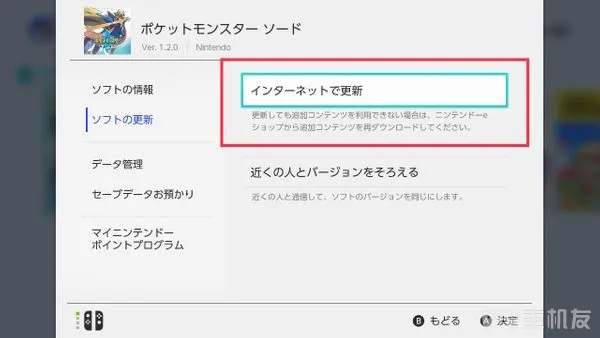 ポケットモンスター ソード
Ver. 1.2.0 | Nintendo
ソフトの情報
ソフトの更新
データ管理
セーブデータお預かり
マイニンテンドー
ポイントプログラム
インターネットで更新
更新しても追加コンテンツを利用できない場合は、ニンテンドーe
ショップから追加コンテンツを再ダウンロードしてください。
近くの人とバージョンをそろえる
近くの人と通信して、ソフトのバージョンを同じにします。
B もどる A 決定
机友